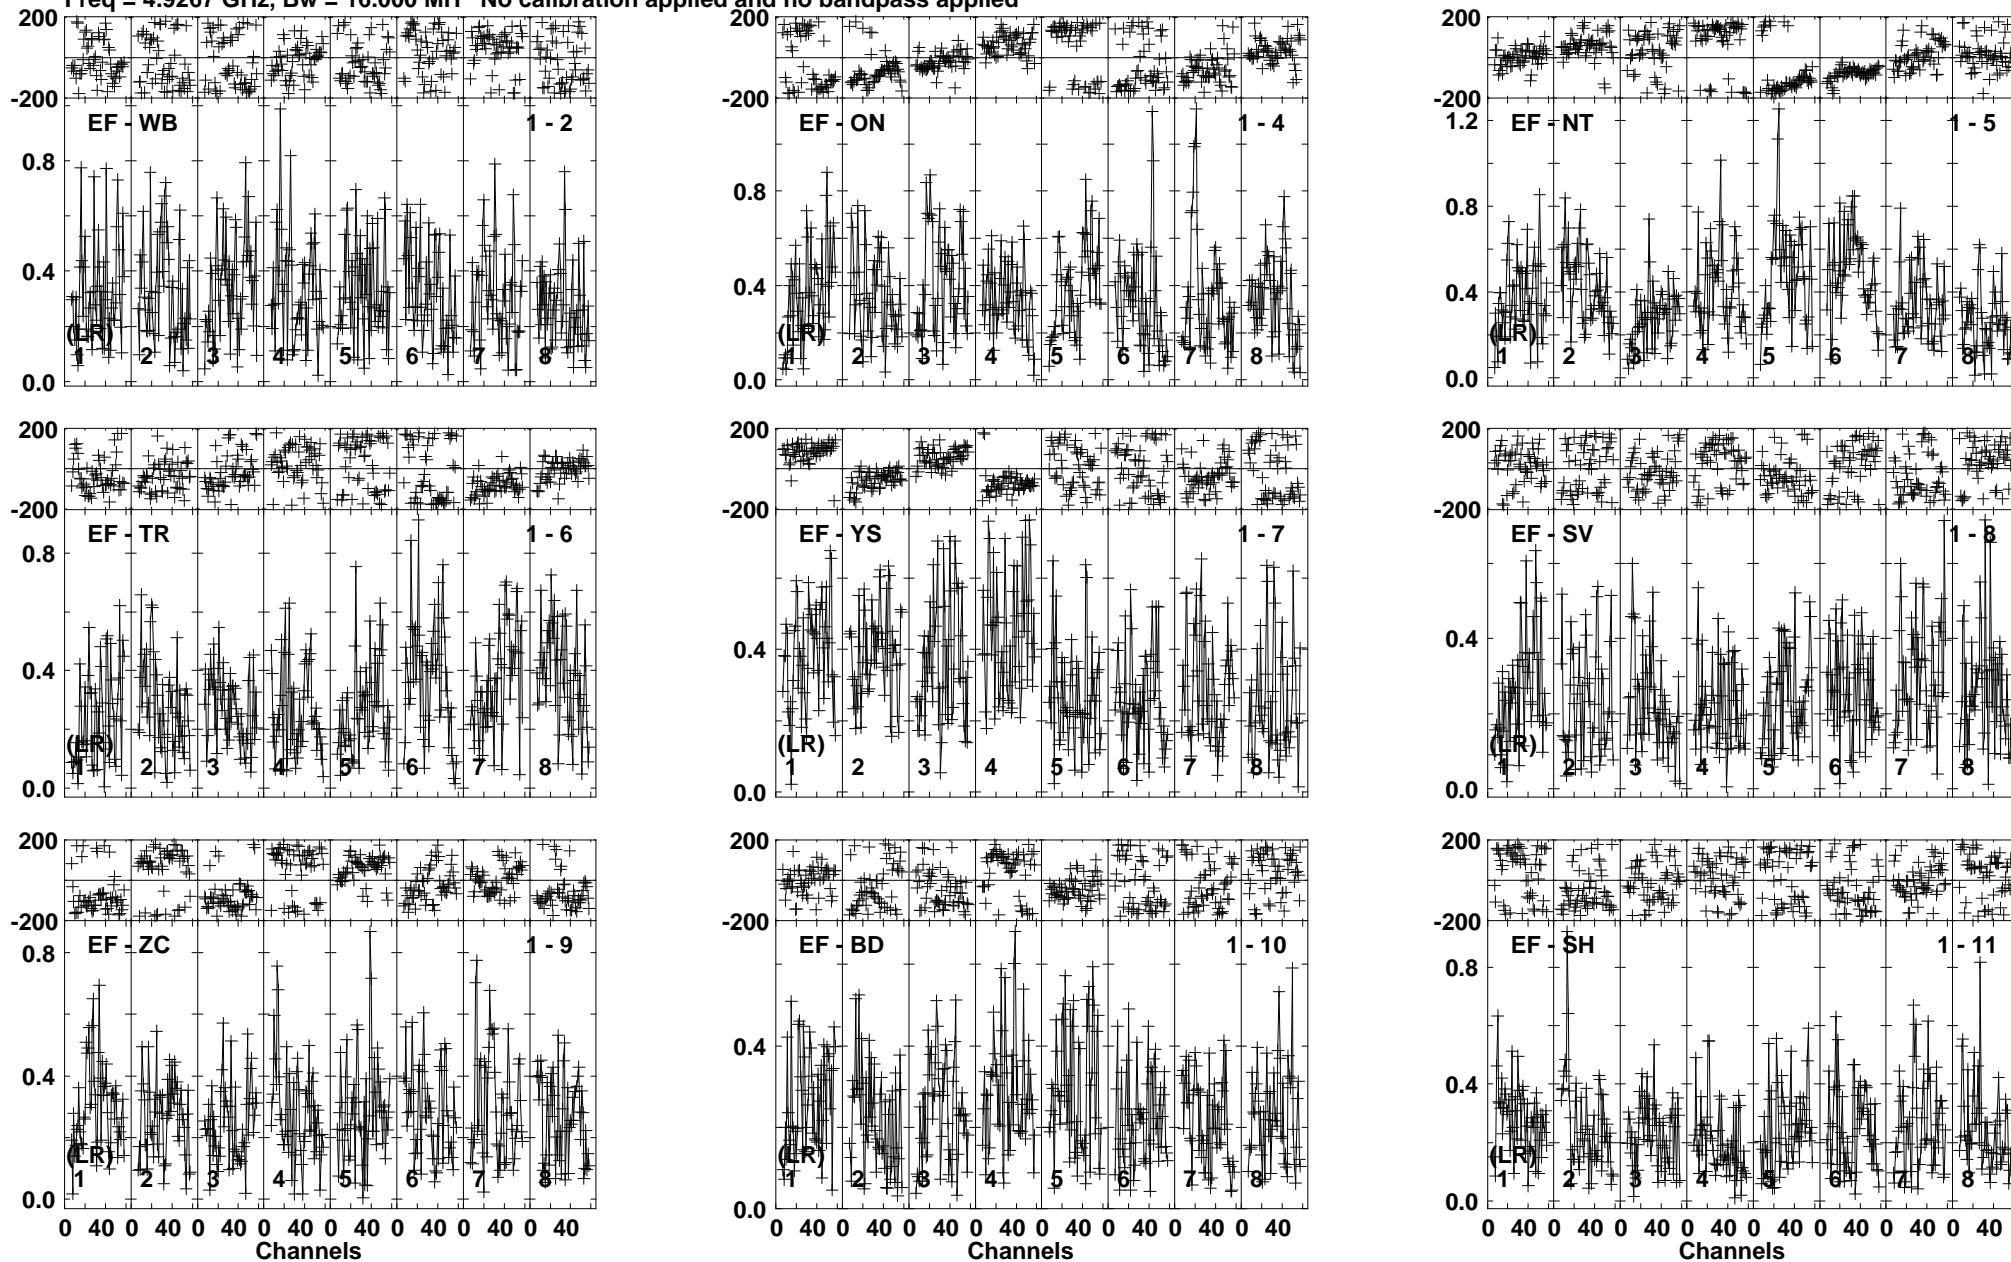 Freq = 4.9267 GHz, Bw = 16.000 MH No calibration applied and no bandpass applied
200 200 200
-200 -200 -200
EF - WB 1 - 2 EF - ON 1 - 4 1.2 EF - NT 1 - 5
0.8 0.8 0.8
0.4 0.4 0.4
(LR) (LR) (LR)
1 2 3 4 5 6 7 8 1 2 3 4 5 6 7 8 1 2 3 4 5 6 7 8
0.0 0.0 0.0
200 200 200
-200 -200 -200
EF - TR 1 - 6 EF - YS 1 - 7 EF - SV 1 - 8
0.8
0.4 0.4 0.4
(LR) (LR) (LR)
1 2 3 4 5 6 7 8 1 2 3 4 5 6 7 8 1 2 3 4 5 6 7 8
0.0 0.0 0.0
200 200 200
-200 -200 -200
EF - ZC 1 - 9 EF - BD 1 - 10 EF - SH 1 - 11
0.8 0.8
0.4 0.4 0.4
(LR) (LR) (LR)
1 2 3 4 5 6 7 8 1 2 3 4 5 6 7 8 1 2 3 4 5 6 7 8
0.0 0.0 0.0
0 40 0 40 0 40 0 40 0 40 0 40 0 40 0 40 0 40 0 40 0 40 0 40 0 40 0 40 0 40 0 40 0 40 0 40 0 40 0 40 0 40 0 40 0 40 0 40
Channels Channels Channels